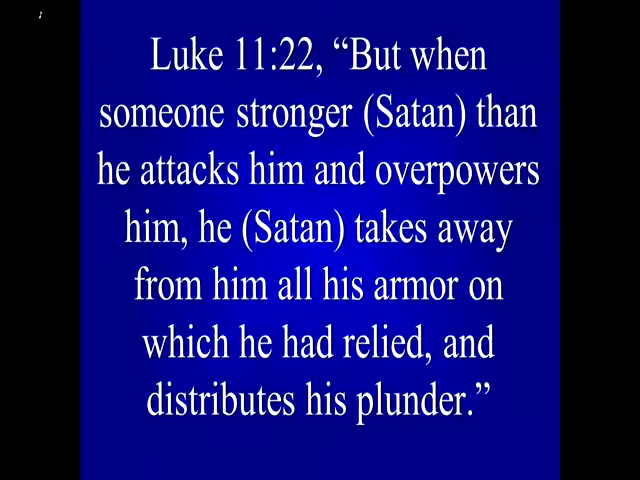 Luke 11:22, “But when
someone stronger (Satan) than
he attacks him and overpowers
him, he (Satan) takes away
from him all his armor on
which he had relied, and
distributes his plunder.”